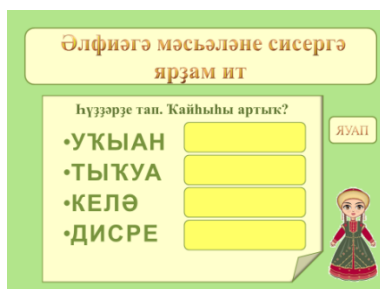 Әлфиәгә мәсьәләне сисергә
ярҙам ит
Һүҙҙәрҙе тап. Ҡайһыһы артыҡ?
•УҠЫАН
•ТЫҠУА
•КЕЛӘ
•ДИСРЕ
ЯУАП